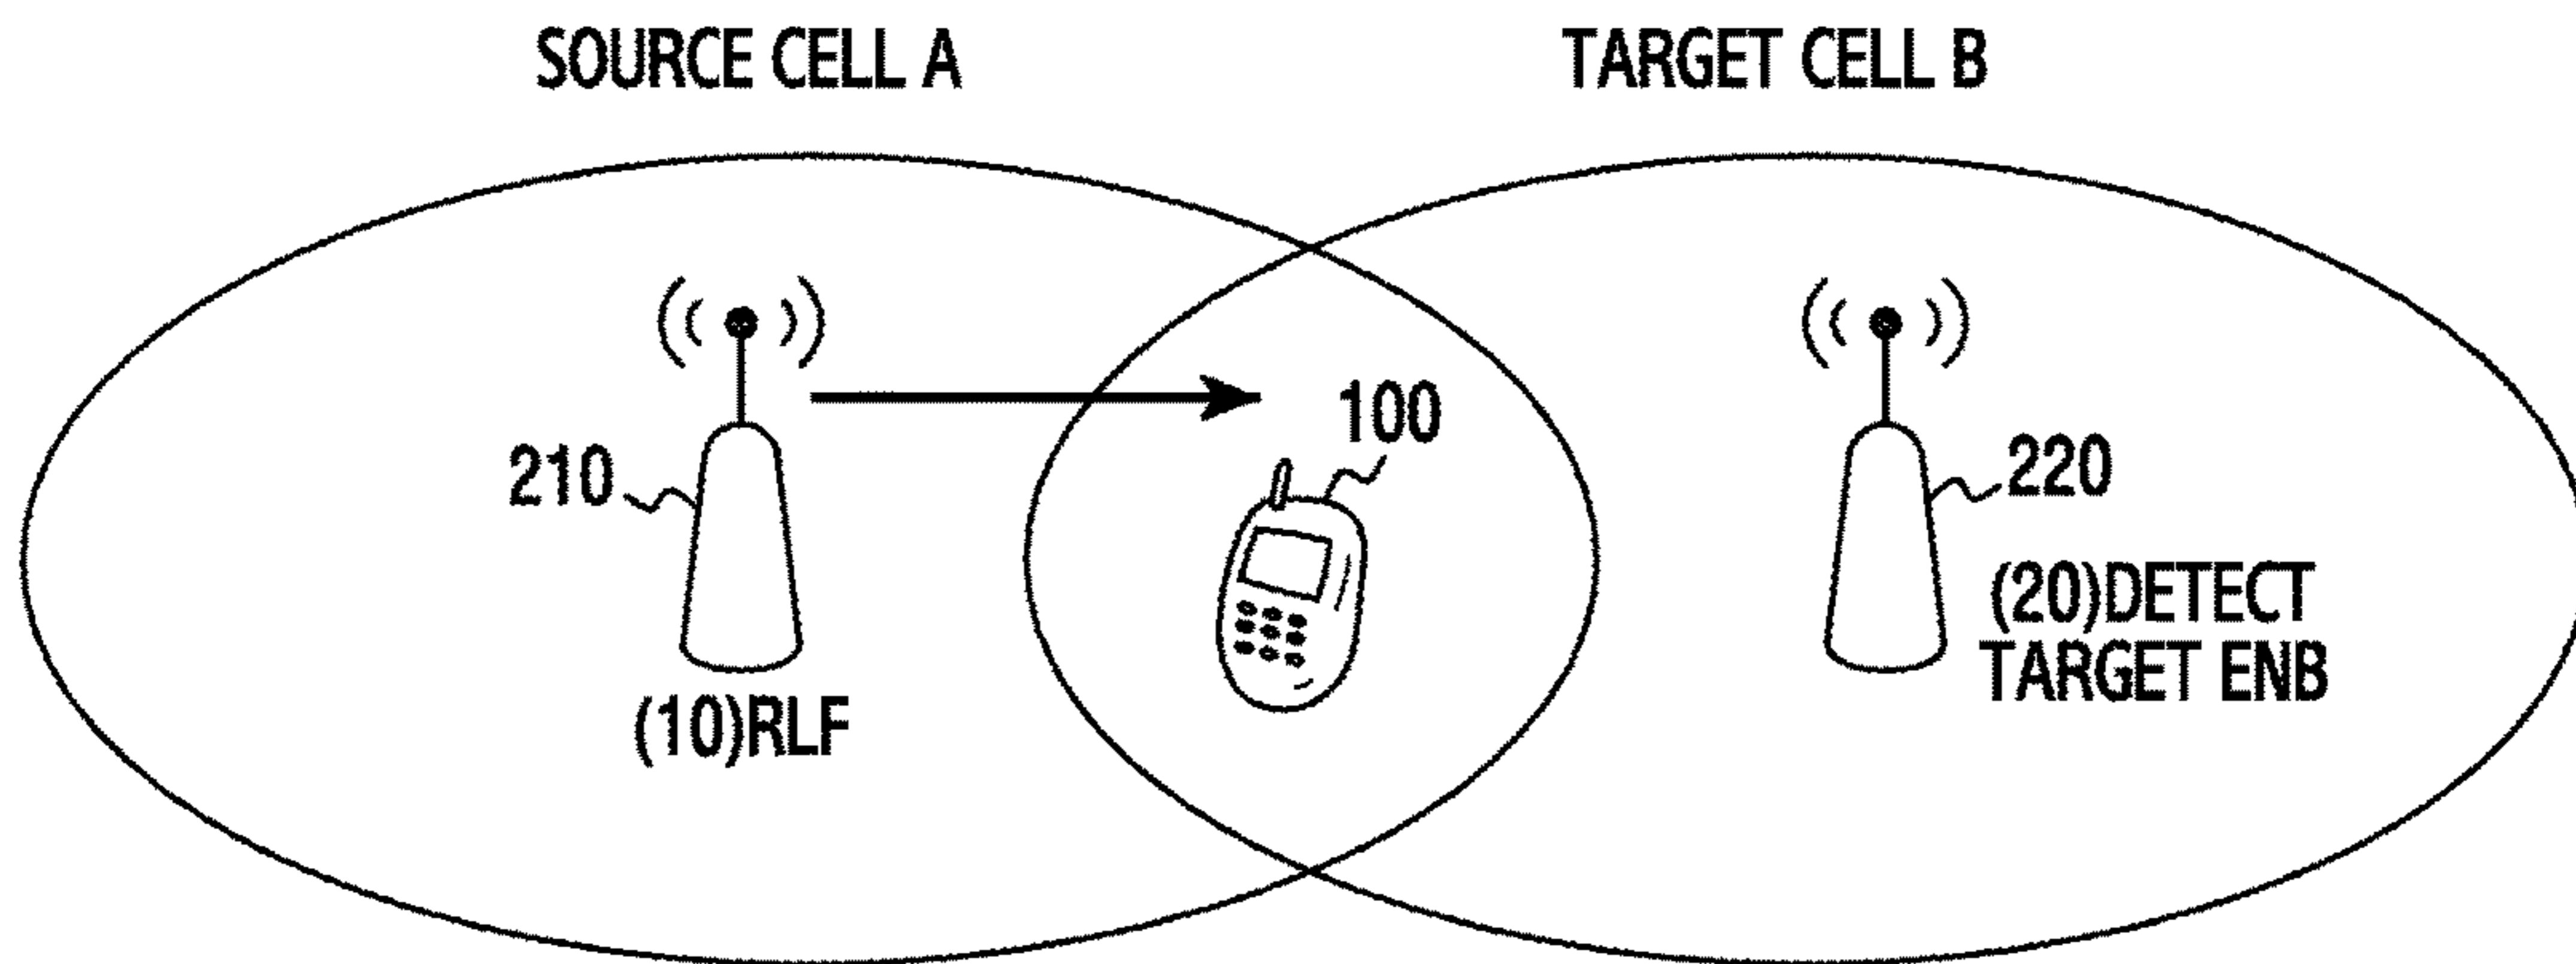 SOURCE CELL A
TARGET CELL B
100
210
220
(20)DETECT
TARGET ENB
(10)RLF